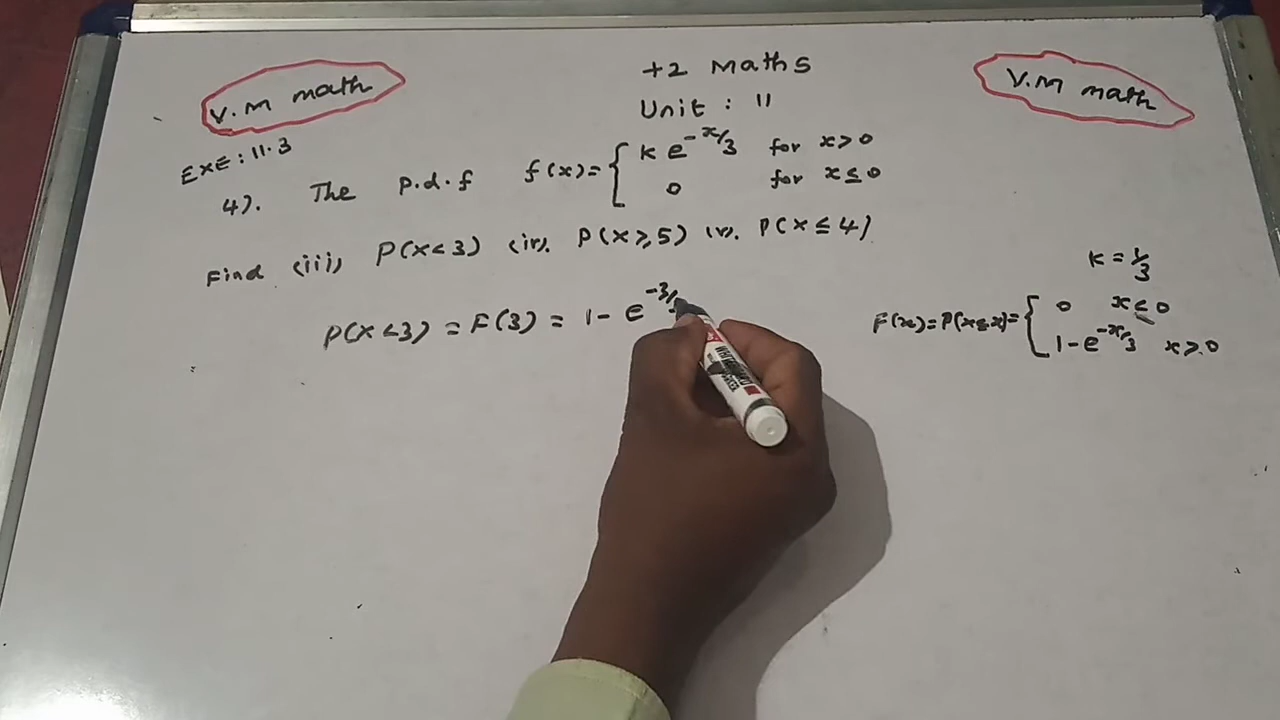 V.M math
+2 Maths
V.M math
Unit : 11
EXE : 11.3
4). The p.d.f f(x) = { k e^{-x/3} for x > 0
0 for x ≤ 0
Find (iii) P(X < 3) (iv). P(X ≥ 5) (v). P(X ≤ 4)
k = 1/3
P(X < 3) = F(3) = 1 - e^{-3/
F(x) = P(X ≤ x) = { 0 x ≤ 0
1 - e^{-x/3} x > 0